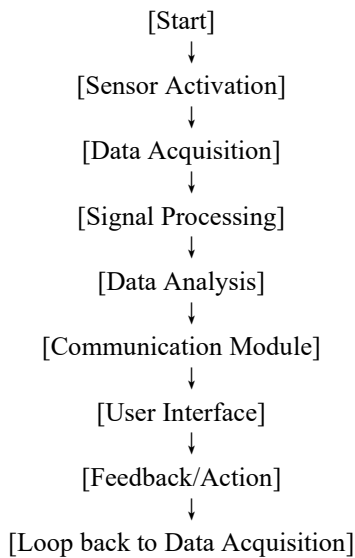 [Start]
↓
[Sensor Activation]
↓
[Data Acquisition]
↓
[Signal Processing]
↓
[Data Analysis]
↓
[Communication Module]
↓
[User Interface]
↓
[Feedback/Action]
↓
[Loop back to Data Acquisition]